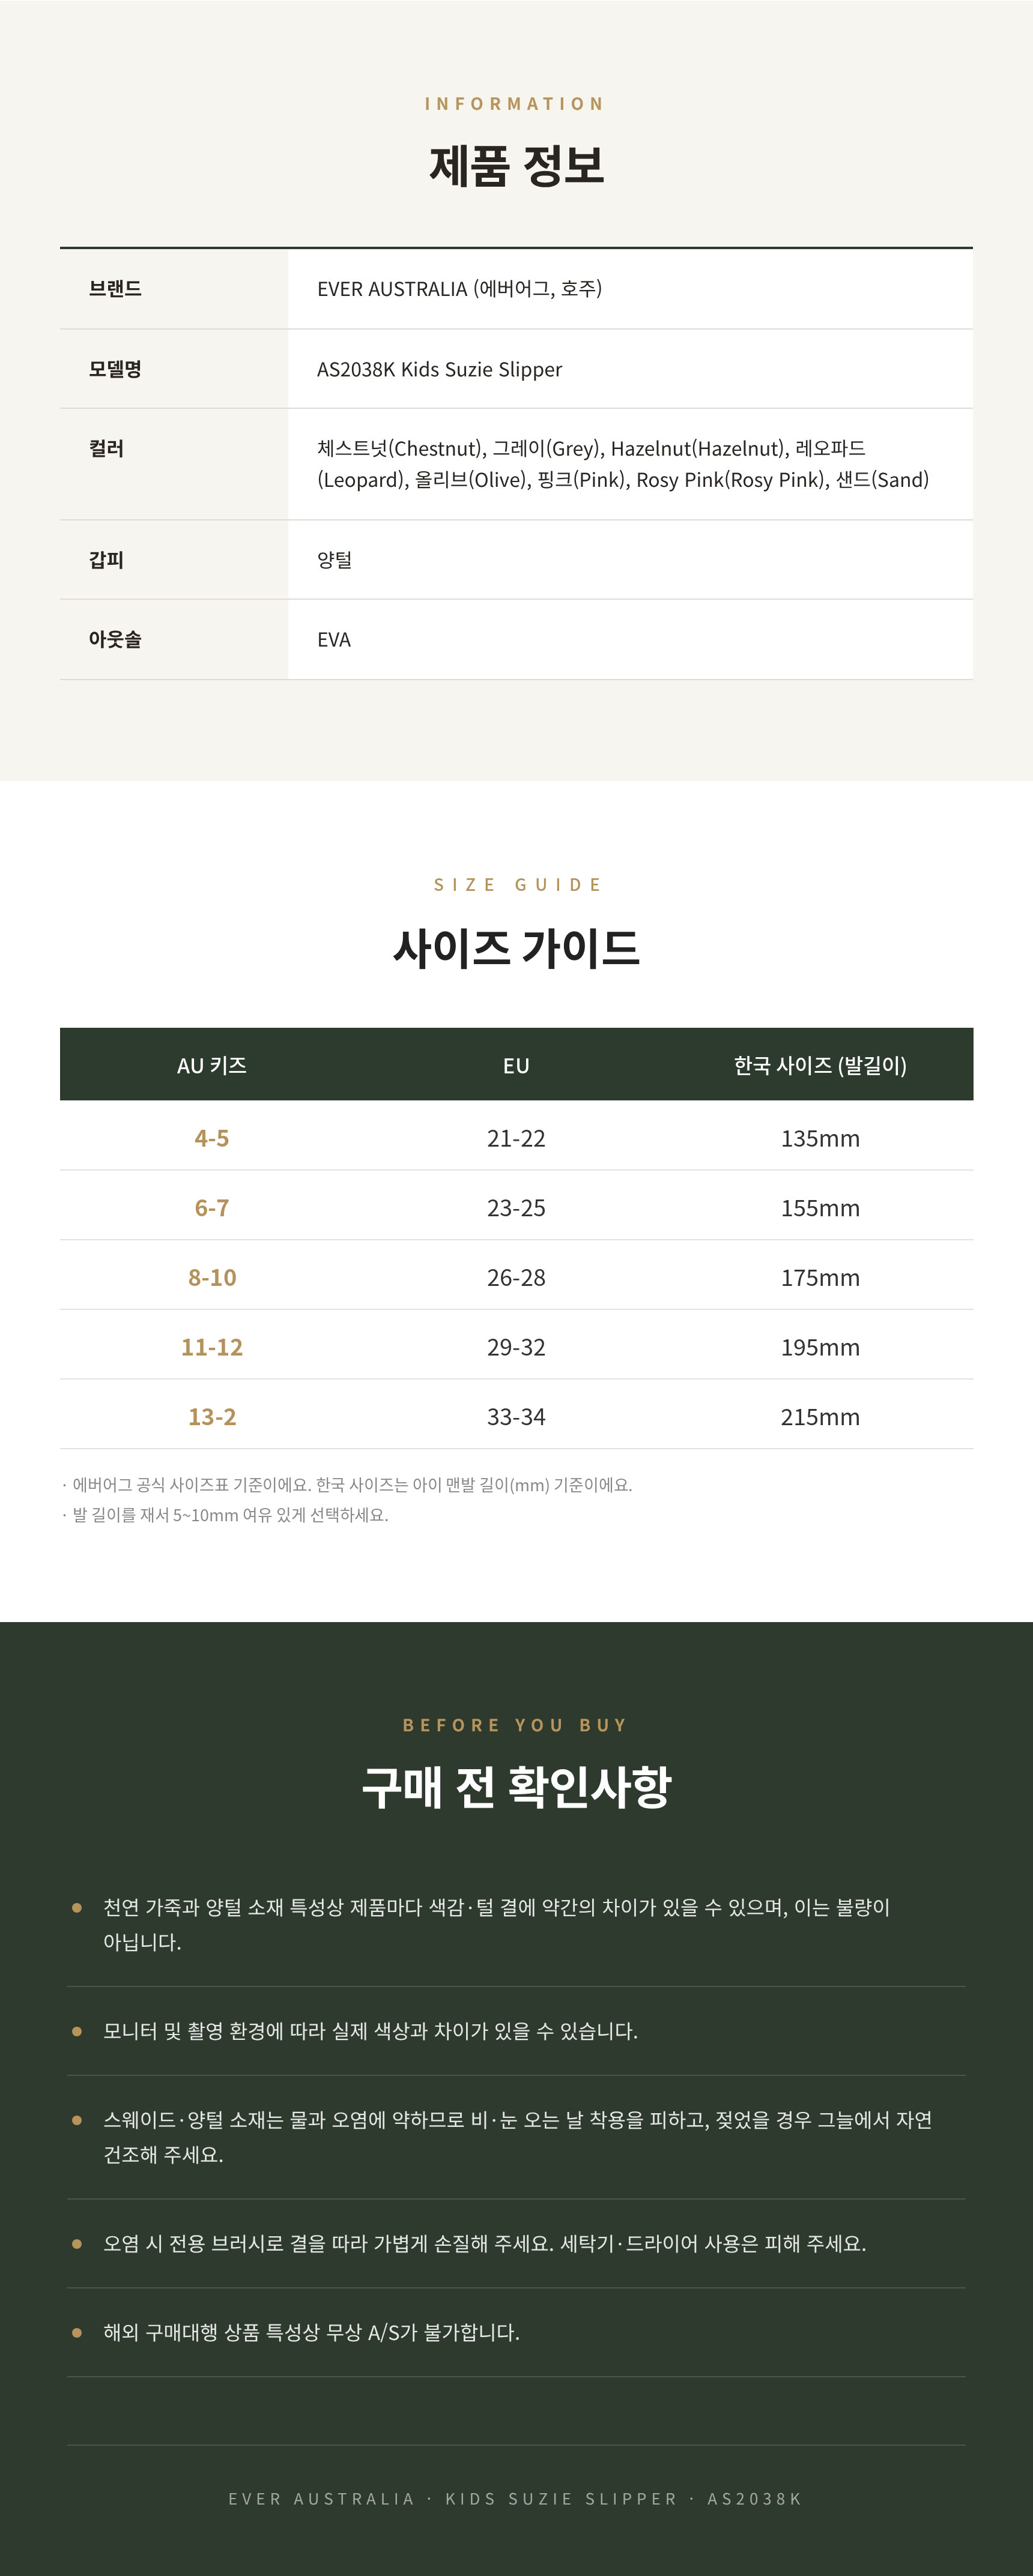 INFORMATION
제품 정보
브랜드 EVER AUSTRALIA (에버어그, 호주)
모델명 AS2038K Kids Suzie Slipper
컬러 체스트넛(Chestnut), 그레이(Grey), Hazelnut(Hazelnut), 레오파드
(Leopard), 올리브(Olive), 핑크(Pink), Rosy Pink(Rosy Pink), 샌드(Sand)
갑피 양털
아웃솔 EVA
SIZE GUIDE
사이즈 가이드
AU 키즈 EU 한국 사이즈 (발길이)
4-5 21-22 135mm
6-7 23-25 155mm
8-10 26-28 175mm
11-12 29-32 195mm
13-2 33-34 215mm
· 에버어그 공식 사이즈표 기준이에요. 한국 사이즈는 아이 맨발 길이(mm) 기준이에요.
· 발 길이를 재서 5~10mm 여유 있게 선택하세요.
BEFORE YOU BUY
구매 전 확인사항
천연 가죽과 양털 소재 특성상 제품마다 색감·털 결에 약간의 차이가 있을 수 있으며, 이는 불량이
아닙니다.
모니터 및 촬영 환경에 따라 실제 색상과 차이가 있을 수 있습니다.
스웨이드·양털 소재는 물과 오염에 약하므로 비·눈 오는 날 착용을 피하고, 젖었을 경우 그늘에서 자연
건조해 주세요.
오염 시 전용 브러시로 결을 따라 가볍게 손질해 주세요. 세탁기·드라이어 사용은 피해 주세요.
해외 구매대행 상품 특성상 무상 A/S가 불가합니다.
EVER AUSTRALIA · KIDS SUZIE SLIPPER · AS2038K